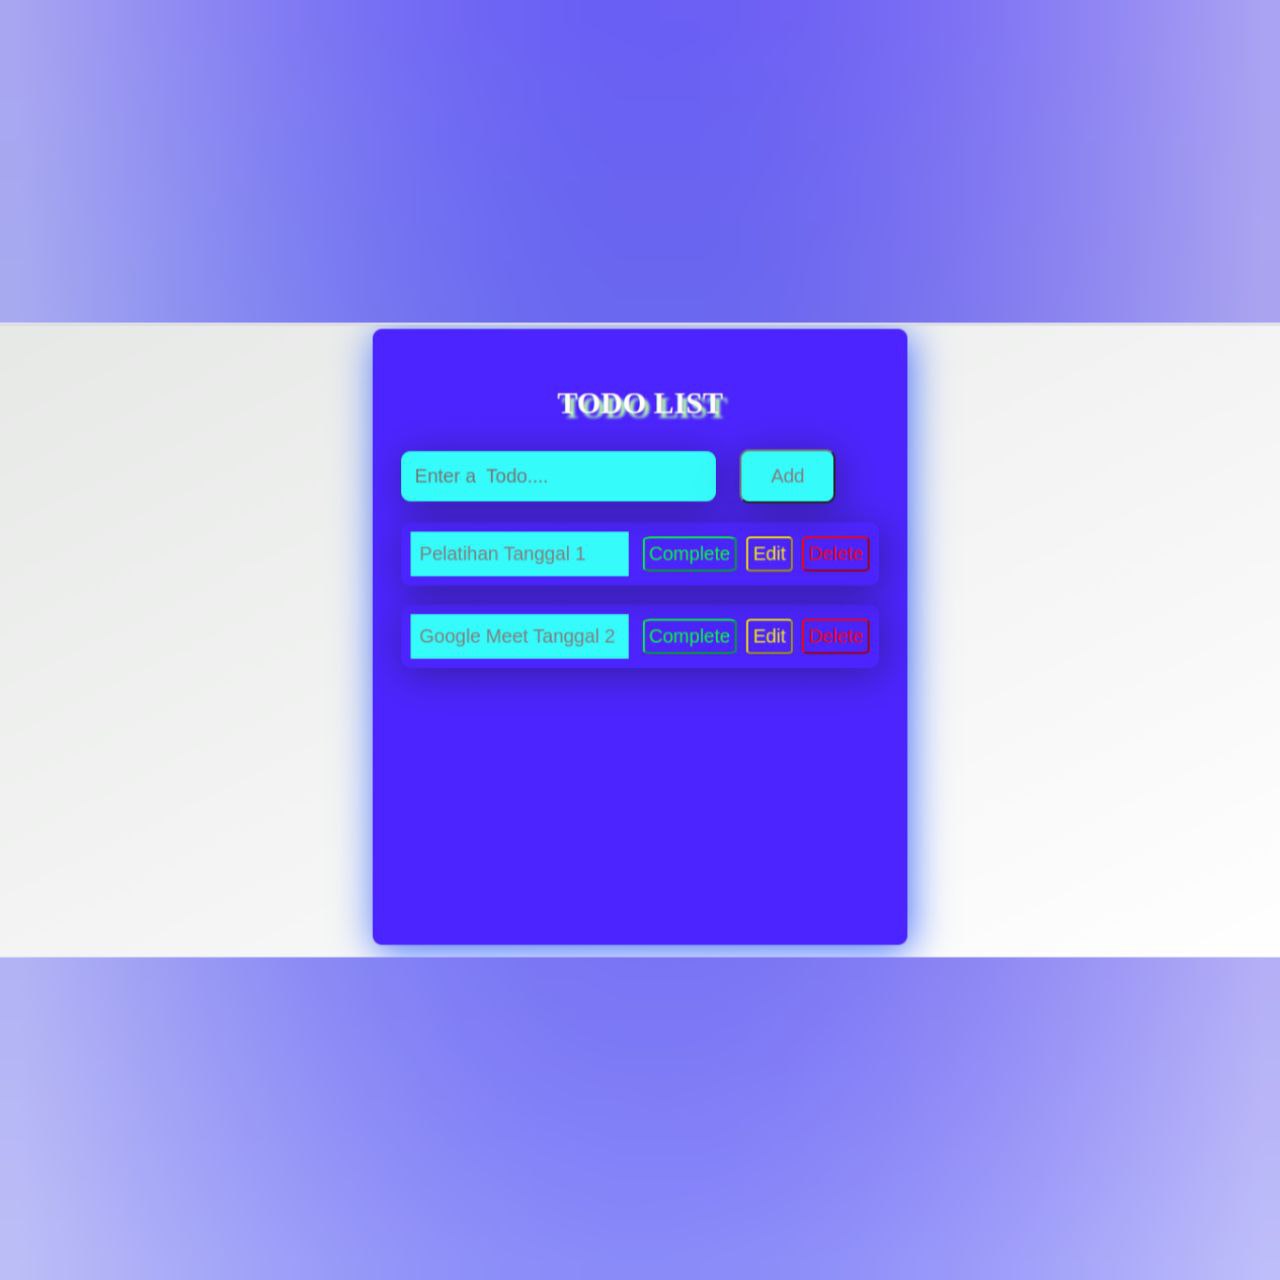 TODO LIST
Enter a  Todo.... Add
Pelatihan Tanggal 1 Complete Edit Delete
Google Meet Tanggal 2 Complete Edit Delete